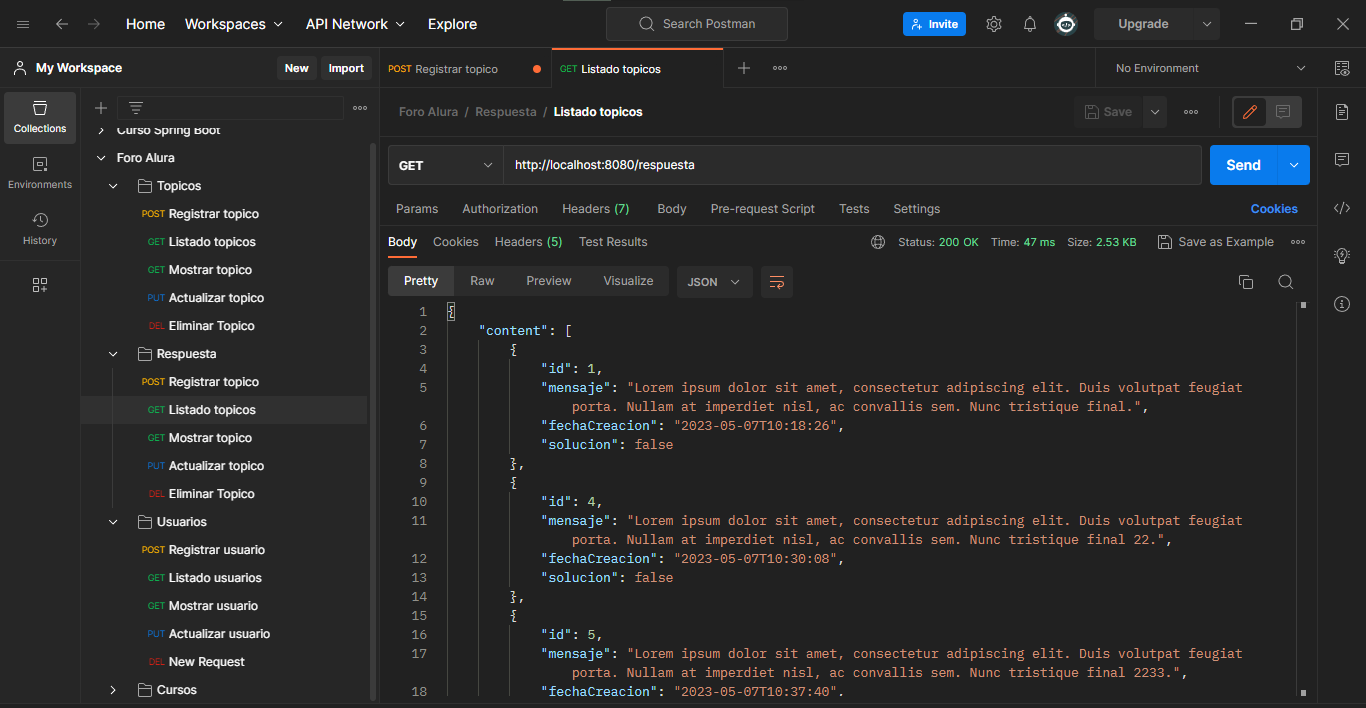 Home Workspaces API Network Explore Search Postman Invite Upgrade
My Workspace New Import
POST Registrar topico GET Listado topicos No Environment
Collections
Environments
History
Curso Spring Boot
Foro Alura
Topicos
POST Registrar topico
GET Listado topicos
GET Mostrar topico
PUT Actualizar topico
DEL Eliminar Topico
Respuesta
POST Registrar topico
GET Listado topicos
GET Mostrar topico
PUT Actualizar topico
DEL Eliminar Topico
Usuarios
POST Registrar usuario
GET Listado usuarios
GET Mostrar usuario
PUT Actualizar usuario
DEL New Request
Cursos
Foro Alura / Respuesta / Listado topicos Save
GET http://localhost:8080/respuesta Send
Params Authorization Headers (7) Body Pre-request Script Tests Settings Cookies
Body Cookies Headers (5) Test Results Status: 200 OK Time: 47 ms Size: 2.53 KB Save as Example
Pretty Raw Preview Visualize JSON
1 {
2 "content": [
3 {
4 "id": 1,
5 "mensaje": "Lorem ipsum dolor sit amet, consectetur adipiscing elit. Duis volutpat feugiat
porta. Nullam at imperdiet nisl, ac convallis sem. Nunc tristique final.",
6 "fechaCreacion": "2023-05-07T10:18:26",
7 "solucion": false
8 },
9 {
10 "id": 4,
11 "mensaje": "Lorem ipsum dolor sit amet, consectetur adipiscing elit. Duis volutpat feugiat
porta. Nullam at imperdiet nisl, ac convallis sem. Nunc tristique final 22.",
12 "fechaCreacion": "2023-05-07T10:30:08",
13 "solucion": false
14 },
15 {
16 "id": 5,
17 "mensaje": "Lorem ipsum dolor sit amet, consectetur adipiscing elit. Duis volutpat feugiat
porta. Nullam at imperdiet nisl, ac convallis sem. Nunc tristique final 2233.",
18 "fechaCreacion": "2023-05-07T10:37:40",